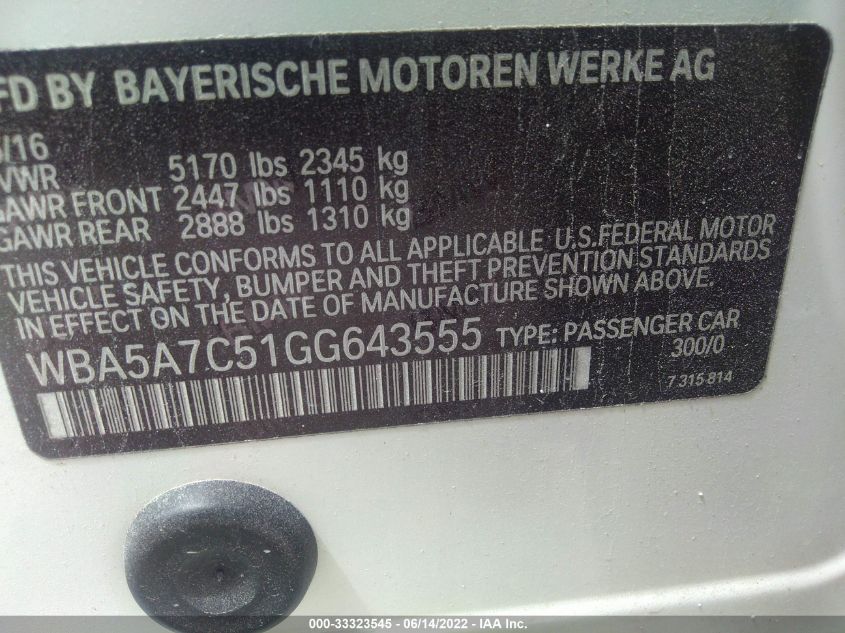 FD BY BAYERISCHE MOTOREN WERKE AG
/16
VWR 5170 lbs 2345 kg
GAWR FRONT 2447 lbs 1110 kg
GAWR REAR 2888 lbs 1310 kg
THIS VEHICLE CONFORMS TO ALL APPLICABLE U.S.FEDERAL MOTOR
VEHICLE SAFETY, BUMPER AND THEFT PREVENTION STANDARDS
IN EFFECT ON THE DATE OF MANUFACTURE SHOWN ABOVE.
WBA5A7C51GG643555 TYPE: PASSENGER CAR
300/0
7 315 814
000-33323545 - 06/14/2022 - IAA Inc.